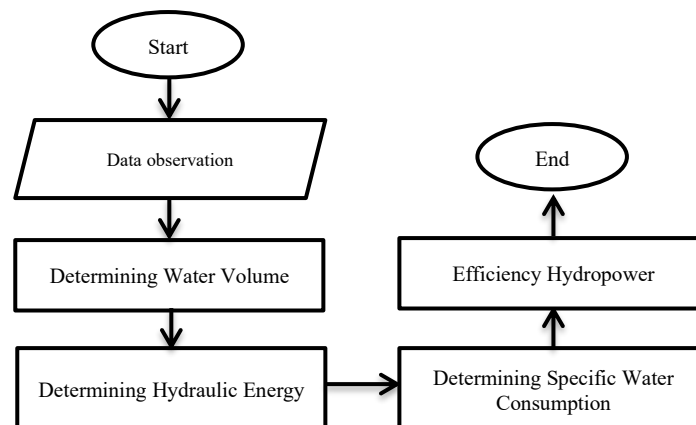 Start
Data observation
Determining Water Volume
Determining Hydraulic Energy
Determining Specific Water
Consumption
Efficiency Hydropower
End